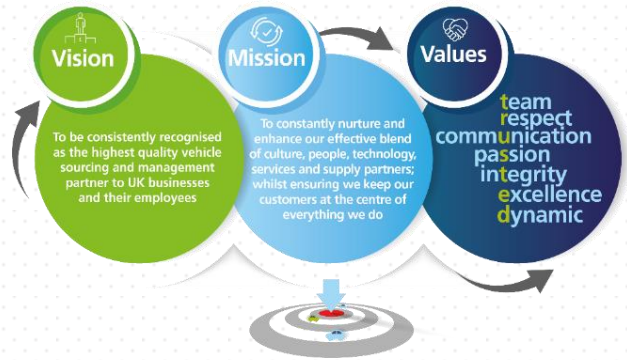 Vision
To be consistently recognised
as the highest quality vehicle
sourcing and management
partner to UK businesses
and their employees
Mission
To constantly nurture and
enhance our effective blend
of culture, people, technology,
services and supply partners;
whilst ensuring we keep our
customers at the centre of
everything we do
Values
team
respect
communication
passion
integrity
excellence
dynamic